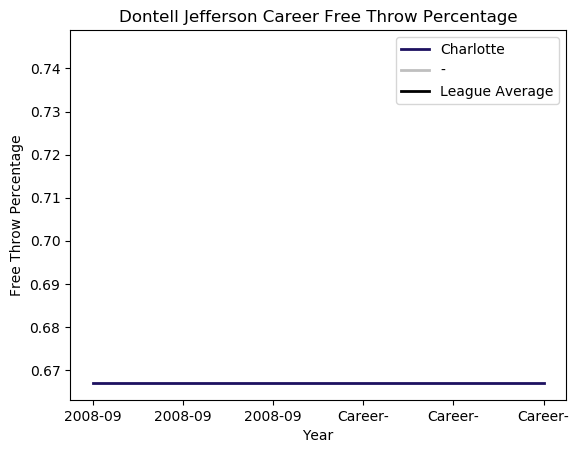 Dontell Jefferson Career Free Throw Percentage
Charlotte
-
League Average
Free Throw Percentage
0.74
0.73
0.72
0.71
0.70
0.69
0.68
0.67
2008-09 2008-09 2008-09 Career- Career- Career-
Year